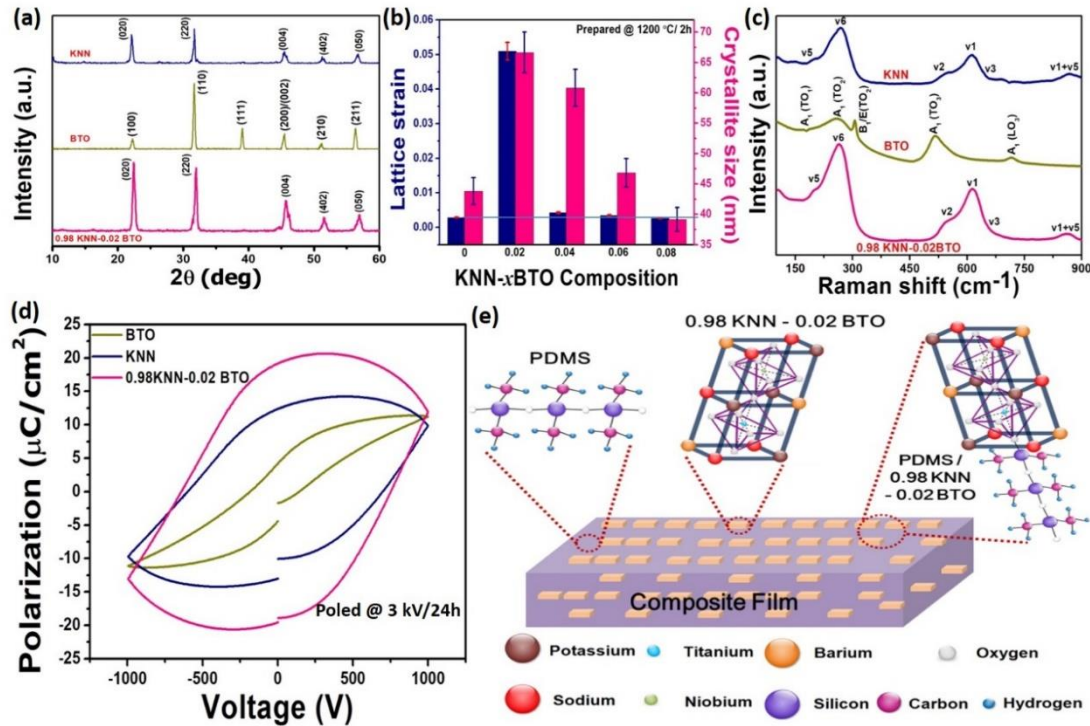 (a)
Intensity (a.u.)
KNN
(020)
(220)
(004)
(402)
(050)
BTO
(100)
(110)
(111)
(200)/(002)
(210)
(211)
0.98 KNN-0.02 BTO
(020)
(220)
(004)
(402)
(050)
10 20 30 40 50 60
2θ (deg)
(b)
Prepared @ 1200 °C/ 2h
Lattice strain
0.06
0.05
0.04
0.03
0.02
0.01
0.00
Crystallite size (nm)
70
65
60
55
50
45
40
35
0 0.02 0.04 0.06 0.08
KNN-xBTO Composition
(c)
Intensity (a.u.)
v5
v6
v2
v1
v3
v1+v5
KNN
A1 (TO1)
A1 (TO2)
B1/E(TO2)
A1 (TO3)
A1 (LO3)
BTO
v5
v6
v2
v1
v3
v1+v5
0.98 KNN-0.02BTO
150 300 450 600 750 900
Raman shift (cm-1)
(d)
BTO
KNN
0.98KNN-0.02 BTO
Polarization (μC/cm2)
25
20
15
10
5
0
-5
-10
-15
-20
-25
Poled @ 3 kV/24h
-1000 -500 0 500 1000
Voltage (V)
(e)
0.98 KNN - 0.02 BTO
PDMS
PDMS /
0.98 KNN
- 0.02 BTO
Composite Film
Potassium Titanium Barium Oxygen
Sodium Niobium Silicon Carbon Hydrogen